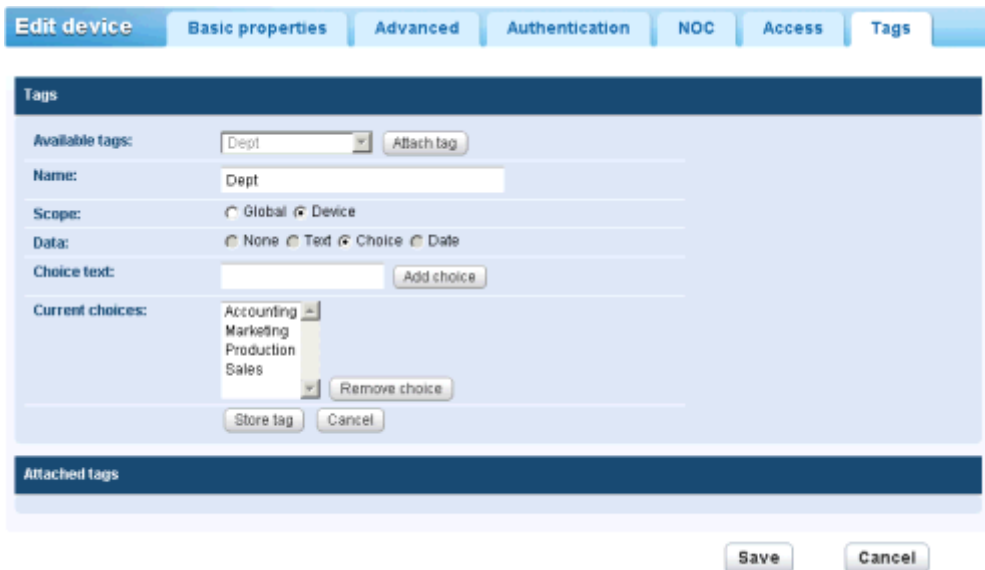 Edit device Basic properties Advanced Authentication NOC Access Tags
Tags
Available tags: Dept Attach tag
Name: Dept
Scope: Global Device
Data: None Text Choice Date
Choice text: Add choice
Current choices: Accounting
Marketing
Production
Sales
Remove choice
Store tag Cancel
Attached tags
Save Cancel